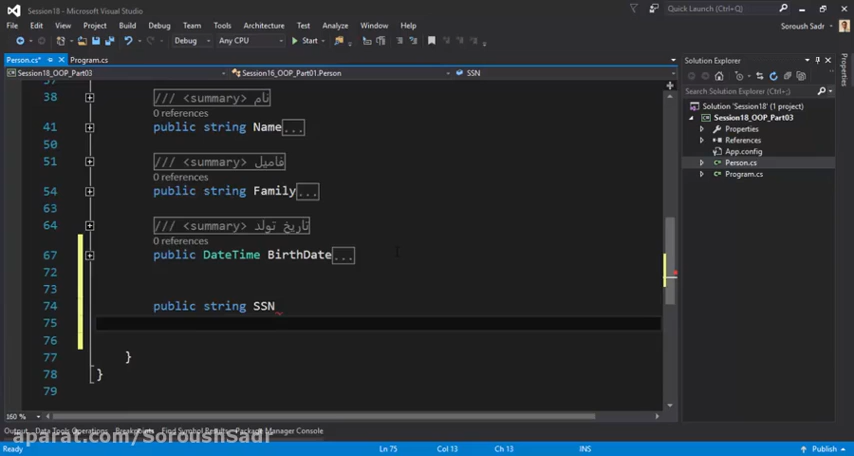 Session18_OOP_Part03 - Microsoft Visual Studio
Quick Launch (Ctrl+Q)
File Edit View Project Build Debug Team Tools Architecture Test Analyze Window Help
Soroush Sadr
Debug Any CPU Start
Person.cs* Program.cs
Session18_OOP_Part03 Session16_OOP_Part01.Person SSN
37
38 /// <summary> نام
0 references
41 public string Name...
51 /// <summary> فامیل
0 references
54 public string Family...
63
64 /// <summary> تاریخ تولد
0 references
67 public DateTime BirthDate...
72
73
74 public string SSN
75
76
77 }
78 }
79
160 %
Solution Explorer
Search Solution Explorer (Ctrl+;)
Solution 'Session18' (1 project)
Session18_OOP_Part03
Properties
References
App.config
Person.cs
Program.cs
Properties
Output Data Tools Operations Breakpoints Find Symbol Results Package Manager Console
aparat.com/SoroushSadr
Ready Ln 75 Col 13 Ch 13 INS Publish